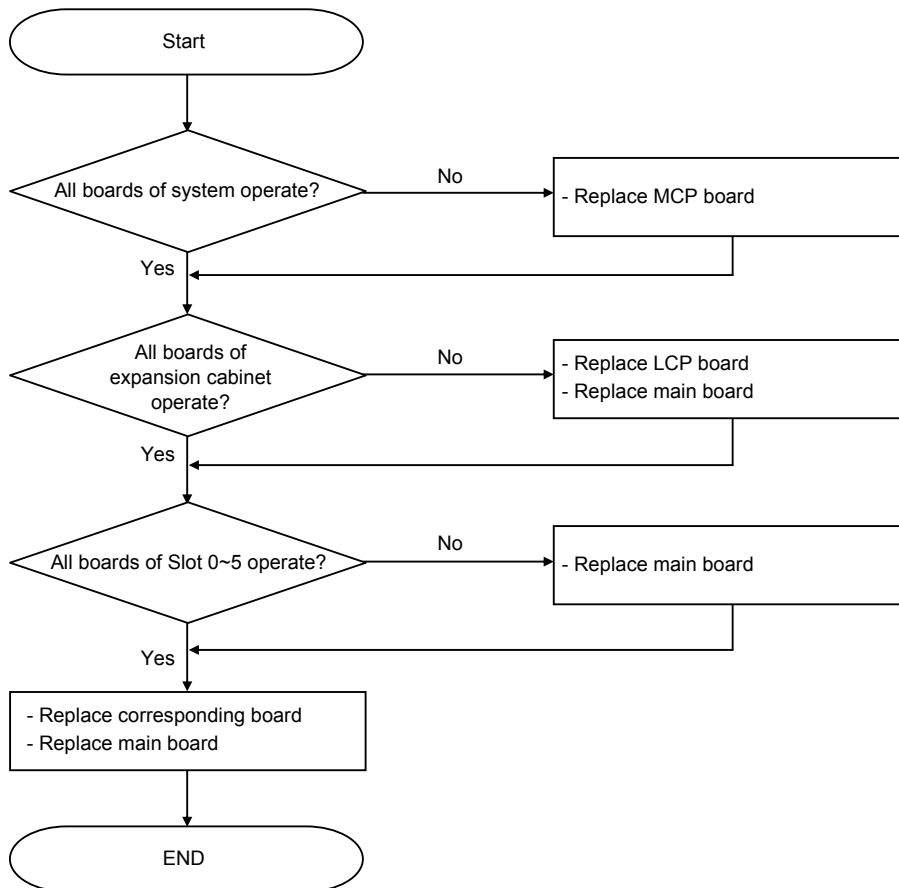 Start
All boards of system operate?
No
- Replace MCP board
Yes
All boards of
expansion cabinet
operate?
No
- Replace LCP board
- Replace main board
Yes
All boards of Slot 0~5 operate?
No
- Replace main board
Yes
- Replace corresponding board
- Replace main board
END